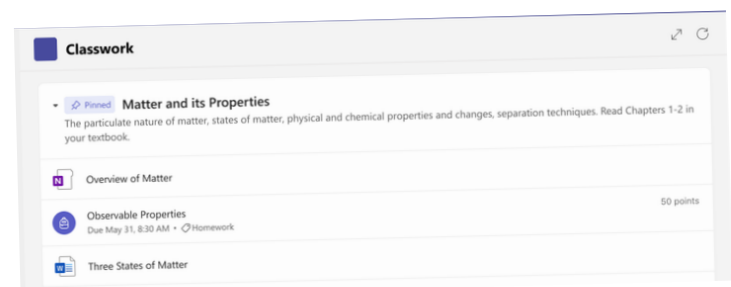 Classwork
Pinned Matter and its Properties
The particulate nature of matter, states of matter, physical and chemical properties and changes, separation techniques. Read Chapters 1-2 in
your textbook.
N Overview of Matter
Observable Properties
50 points
Due May 31, 8:30 AM • Homework
W Three States of Matter